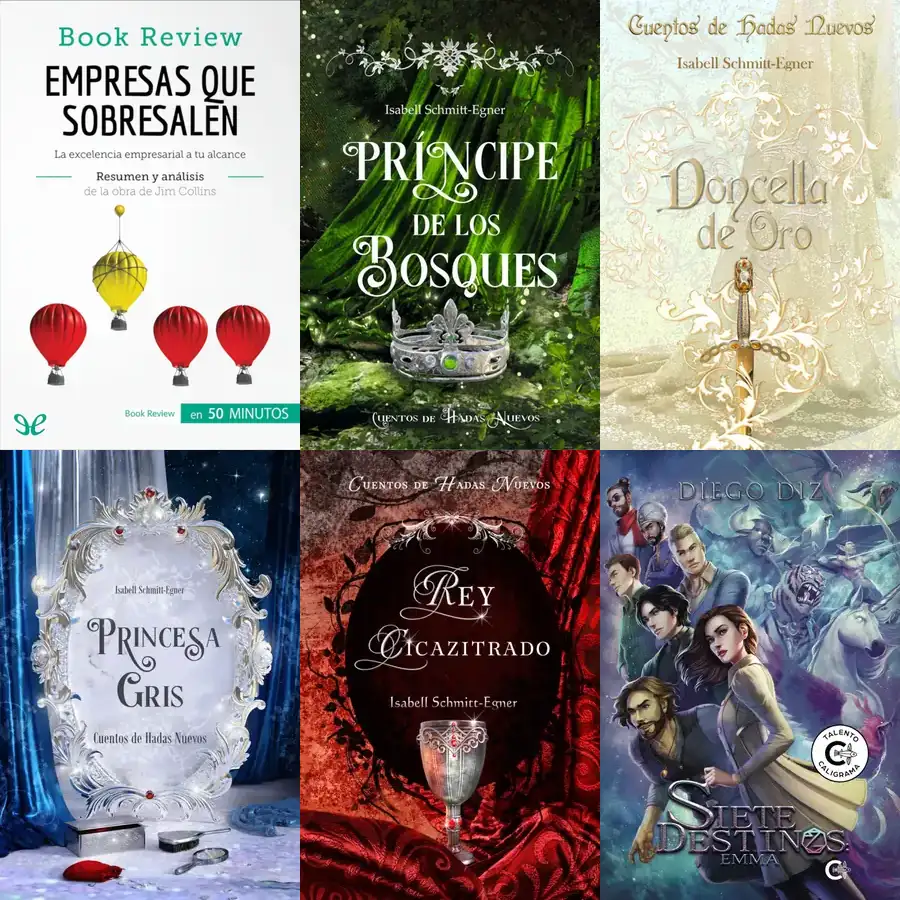 Book Review
EMPRESAS QUE
SOBRESALEN
La excelencia empresarial a tu alcance
Resumen y análisis
de la obra de Jim Collins
Book Review
en 50 MINUTOS
Isabell Schmitt-Egner
PRÍNCIPE
DE LOS
BOSQUES
CUENTOS DE HADAS NUEVOS
Cuentos de Hadas Nuevos
Isabell Schmitt-Egner
Doncella
de Oro
Isabell Schmitt-Egner
PRINCESA
GRIS
Cuentos de Hadas Nuevos
CUENTOS DE HADAS NUEVOS
REY
CICAZITRADO
Isabell Schmitt-Egner
DIEGO DIZ
TALENTO
CALIGRAMA
SIETE
DESTINOS:
EMMA